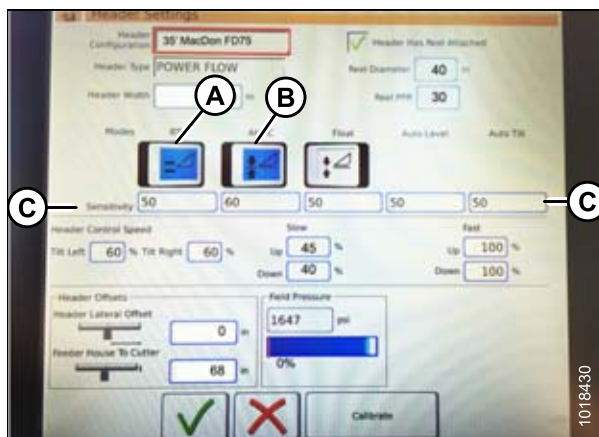 Header Settings
Header Configuration
35' MacDon FD75
Header Has Reel Attached
Header Type
POWER FLOW
Reel Diameter
40
in
Header Width
in
Reel PPR
30
A
B
Modes
Float
Auto Level
Auto Tilt
C
Sensitivity
50
60
50
50
50
C
Header Control Speed
Slow
Fast
Tilt Left
60 %
Tilt Right
60 %
Up
45 %
Up
100 %
Down
40 %
Down
100 %
Header Offsets
Field Pressure
Header Lateral Offset
0 in
1647 psi
Feeder House To Cutter
68 in
0%
Calibrate
1018430